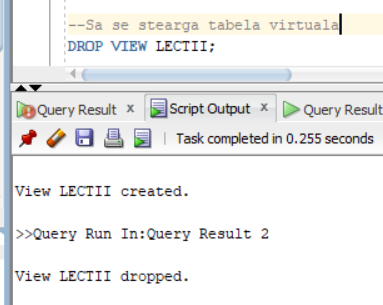 --Sa se stearga tabela virtuala
DROP VIEW LECTII;
Query Result x Script Output x Query Result
Task completed in 0.255 seconds
View LECTII created.
>>Query Run In:Query Result 2
View LECTII dropped.